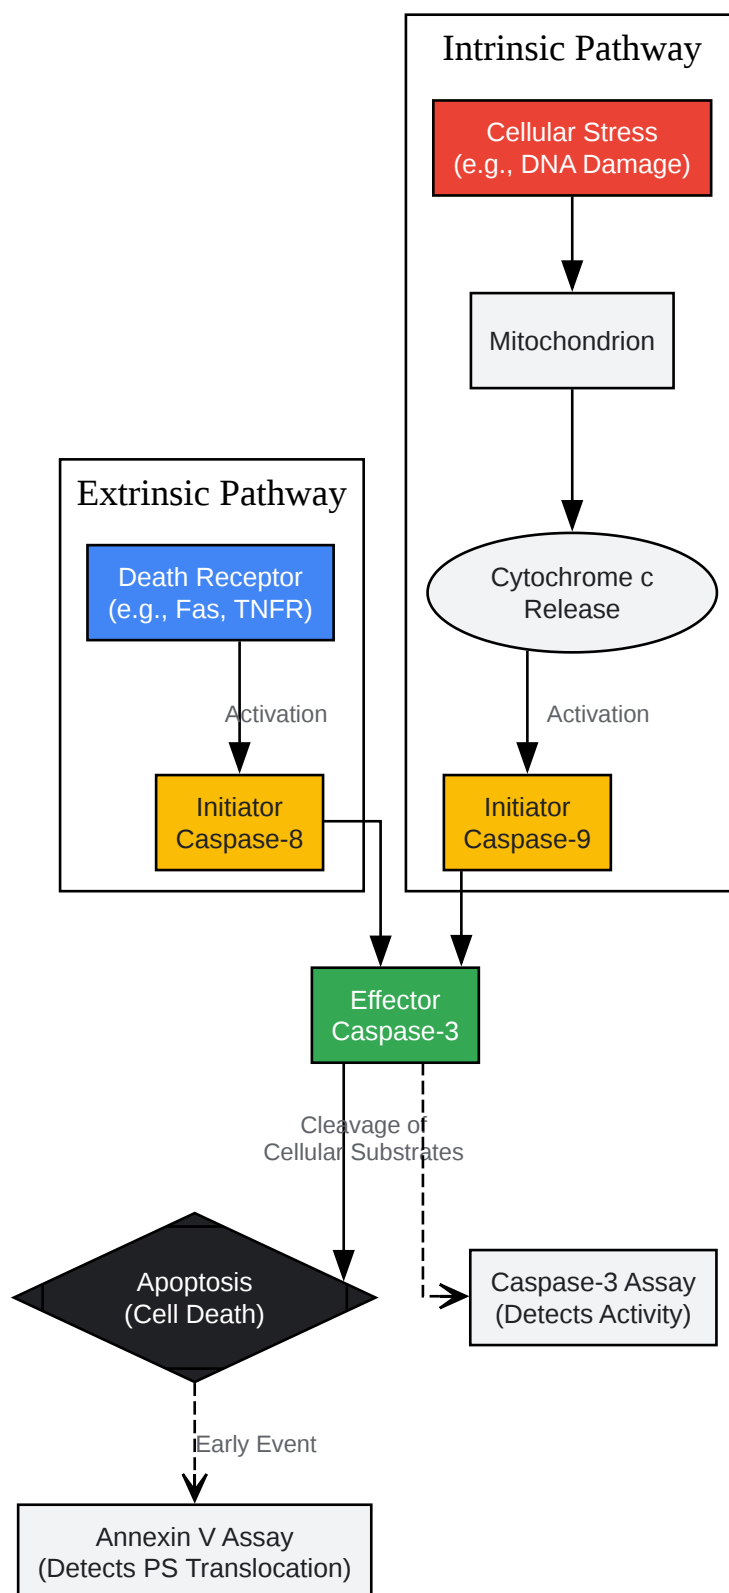 Intrinsic Pathway
Cellular Stress
(e.g., DNA Damage)
Mitochondrion
Cytochrome c
Release
Activation
Initiator
Caspase-9
Extrinsic Pathway
Death Receptor
(e.g., Fas, TNFR)
Activation
Initiator
Caspase-8
Effector
Caspase-3
Cleavage of
Cellular Substrates
Apoptosis
(Cell Death)
Caspase-3 Assay
(Detects Activity)
Early Event
Annexin V Assay
(Detects PS Translocation)